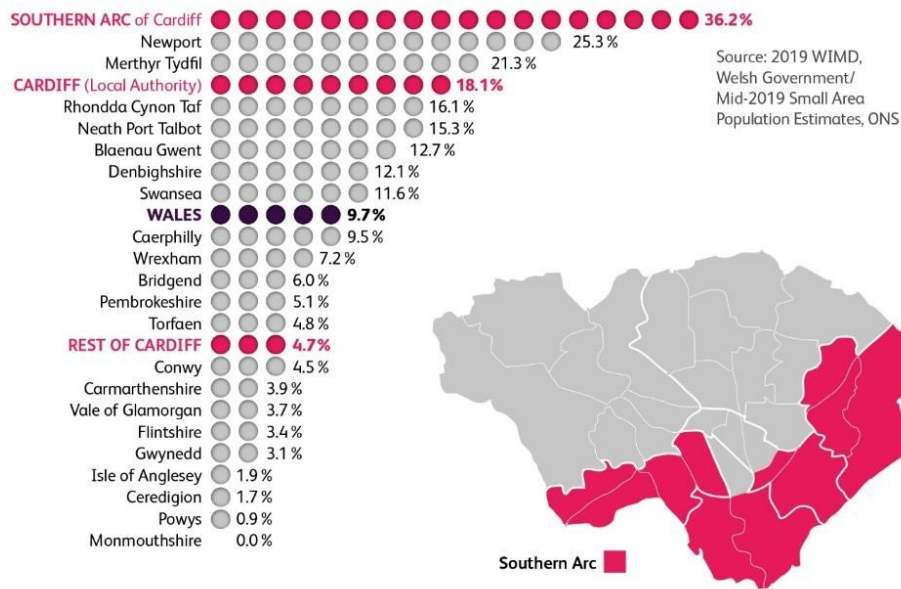 SOUTHERN ARC of Cardiff 36.2%
Newport 25.3%
Merthyr Tydfil 21.3%
CARDIFF (Local Authority) 18.1%
Rhondda Cynon Taf 16.1%
Neath Port Talbot 15.3%
Blaenau Gwent 12.7%
Denbighshire 12.1%
Swansea 11.6%
WALES 9.7%
Caerphilly 9.5%
Wrexham 7.2%
Bridgend 6.0%
Pembrokeshire 5.1%
Torfaen 4.8%
REST OF CARDIFF 4.7%
Conwy 4.5%
Carmarthenshire 3.9%
Vale of Glamorgan 3.7%
Flintshire 3.4%
Gwynedd 3.1%
Isle of Anglesey 1.9%
Ceredigion 1.7%
Powys 0.9%
Monmouthshire 0.0%
Source: 2019 WIMD,
Welsh Government/
Mid-2019 Small Area
Population Estimates, ONS
Southern Arc